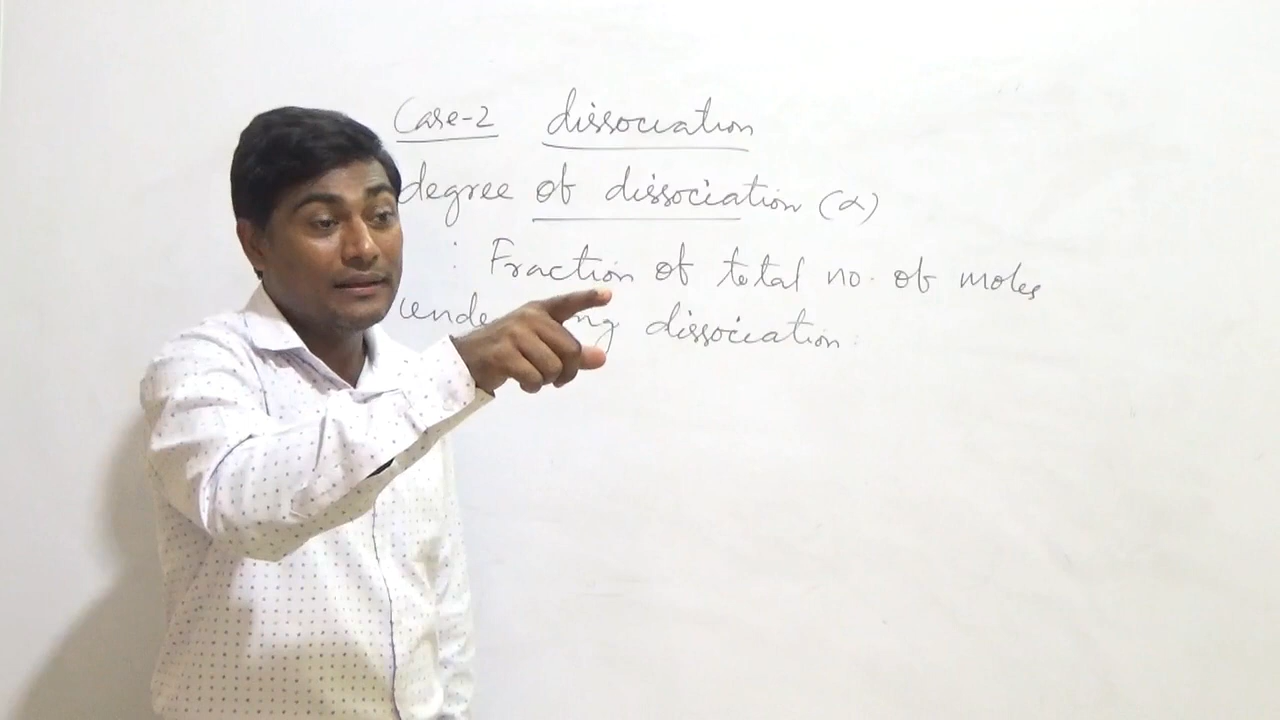 Case-2 dissociation
degree of dissociation (α)
: Fraction of total no. of moles
dissociation